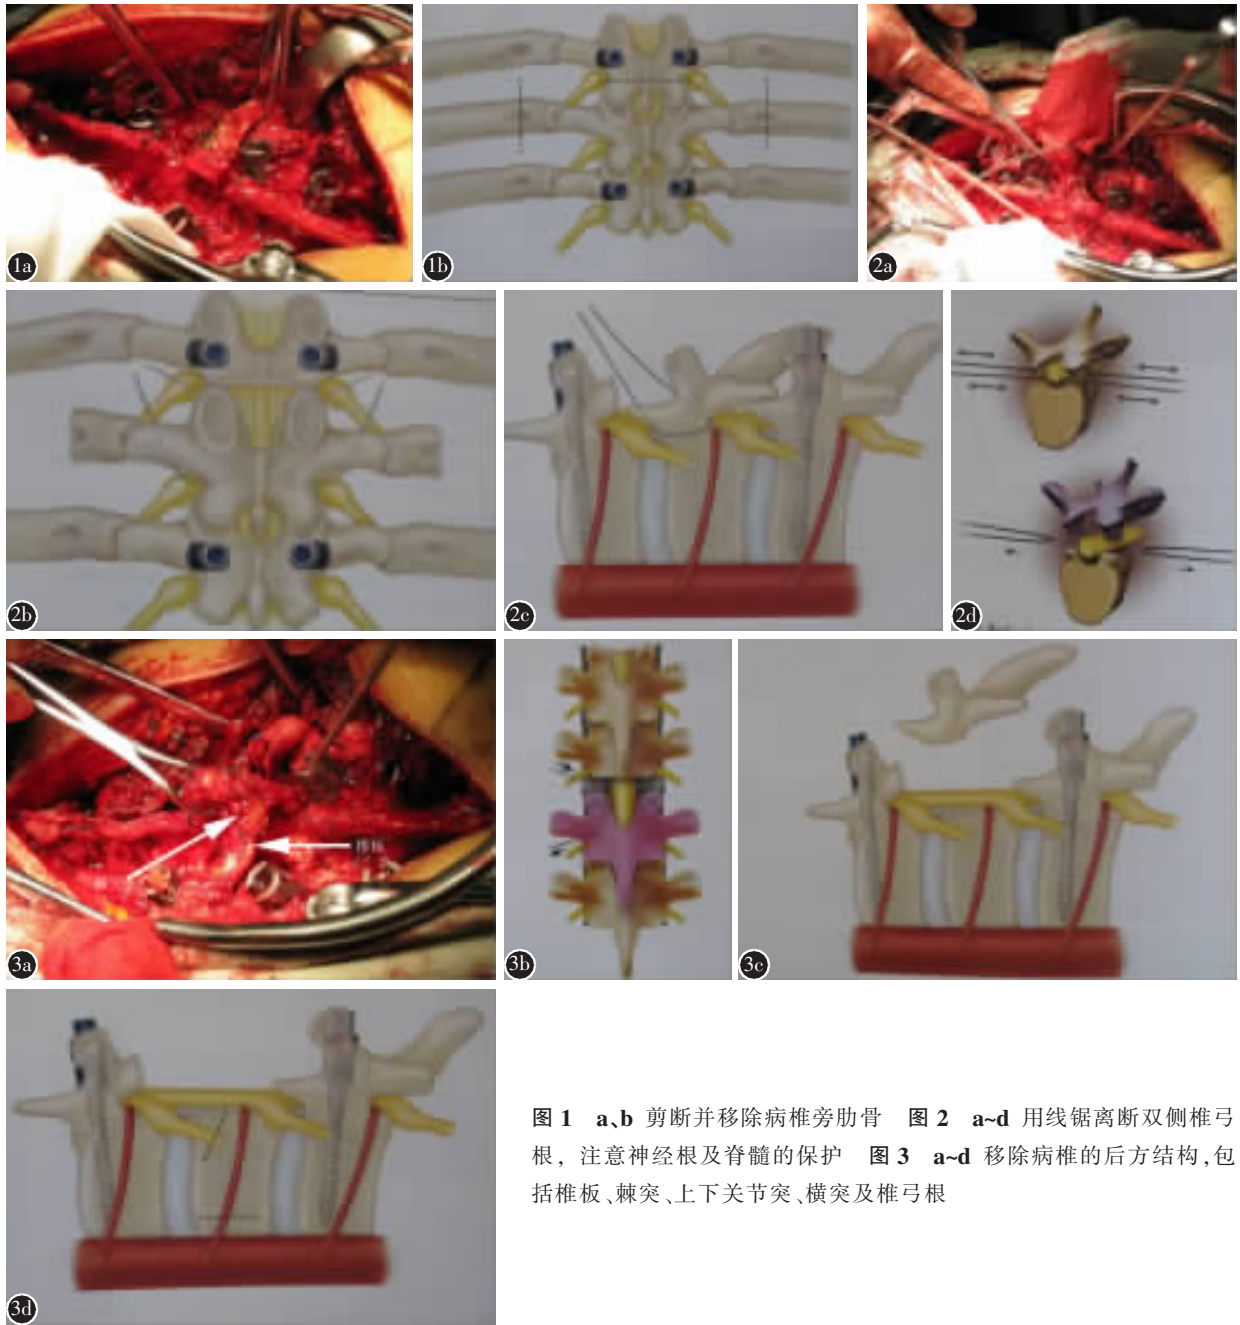 1a
1b
2a
2b
2c
2d
3a
3b
3c
3d
图 1 a、b 剪断并移除病椎旁肋骨 图 2 a~d 用线锯离断双侧椎弓
根，注意神经根及脊髓的保护 图 3 a~d 移除病椎的后方结构,包
括椎板、棘突、上下关节突、横突及椎弓根